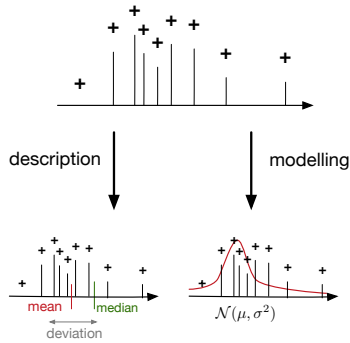 description
modelling
mean
median
deviation
𝒩(μ, σ²)